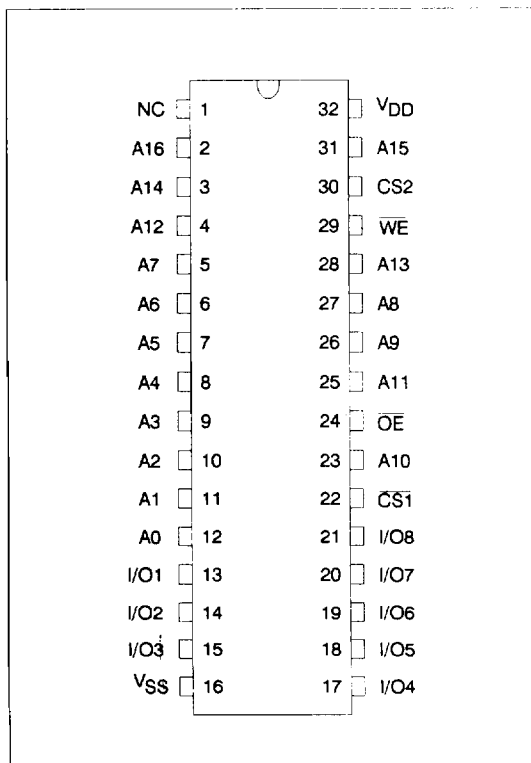 NC 1 32 VDD
A16 2 31 A15
A14 3 30 CS2
A12 4 29 W̅E̅
A7 5 28 A13
A6 6 27 A8
A5 7 26 A9
A4 8 25 A11
A3 9 24 O̅E̅
A2 10 23 A10
A1 11 22 C̅S̅1̅
A0 12 21 I/O8
I/O1 13 20 I/O7
I/O2 14 19 I/O6
I/O3 15 18 I/O5
VSS 16 17 I/O4